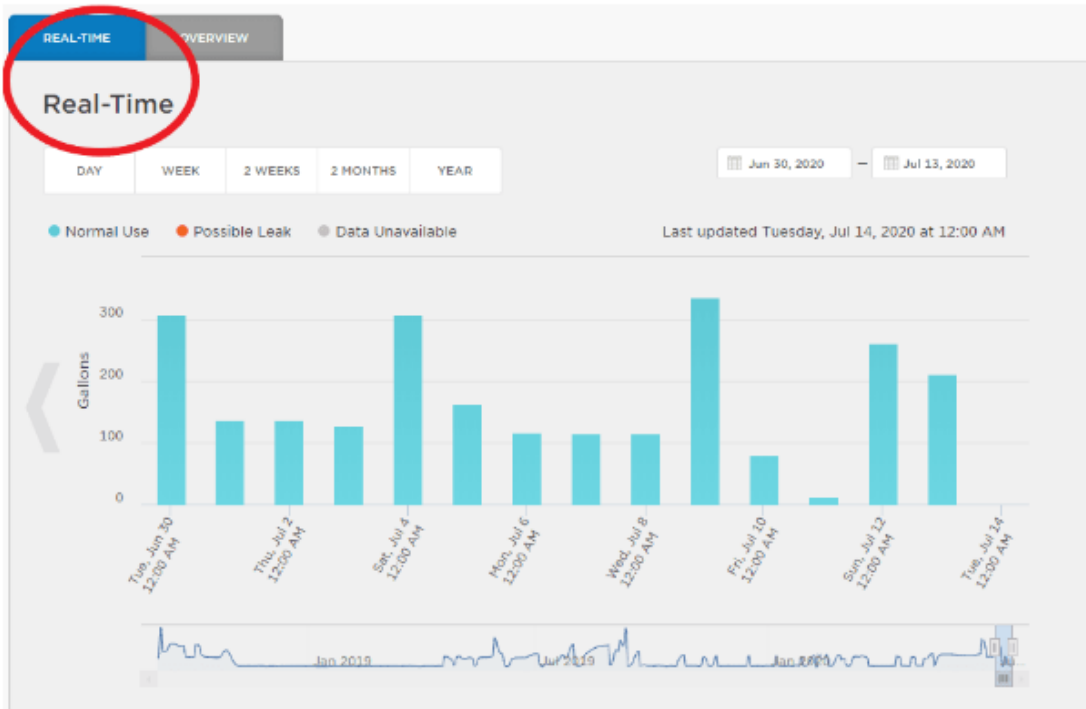 REAL-TIME
OVERVIEW
Real-Time
DAY
WEEK
2 WEEKS
2 MONTHS
YEAR
Jun 30, 2020
–
Jul 13, 2020
Normal Use
Possible Leak
Data Unavailable
Last updated Tuesday, Jul 14, 2020 at 12:00 AM
Gallons
300
200
100
0
Tue, Jun 30
12:00 AM
Thu, Jul 2
12:00 AM
Sat, Jul 4
12:00 AM
Mon, Jul 6
12:00 AM
Wed, Jul 8
12:00 AM
Fri, Jul 10
12:00 AM
Sun, Jul 12
12:00 AM
Tue, Jul 14
12:00 AM
Jan 2019
Jul 2019
Jan 2020